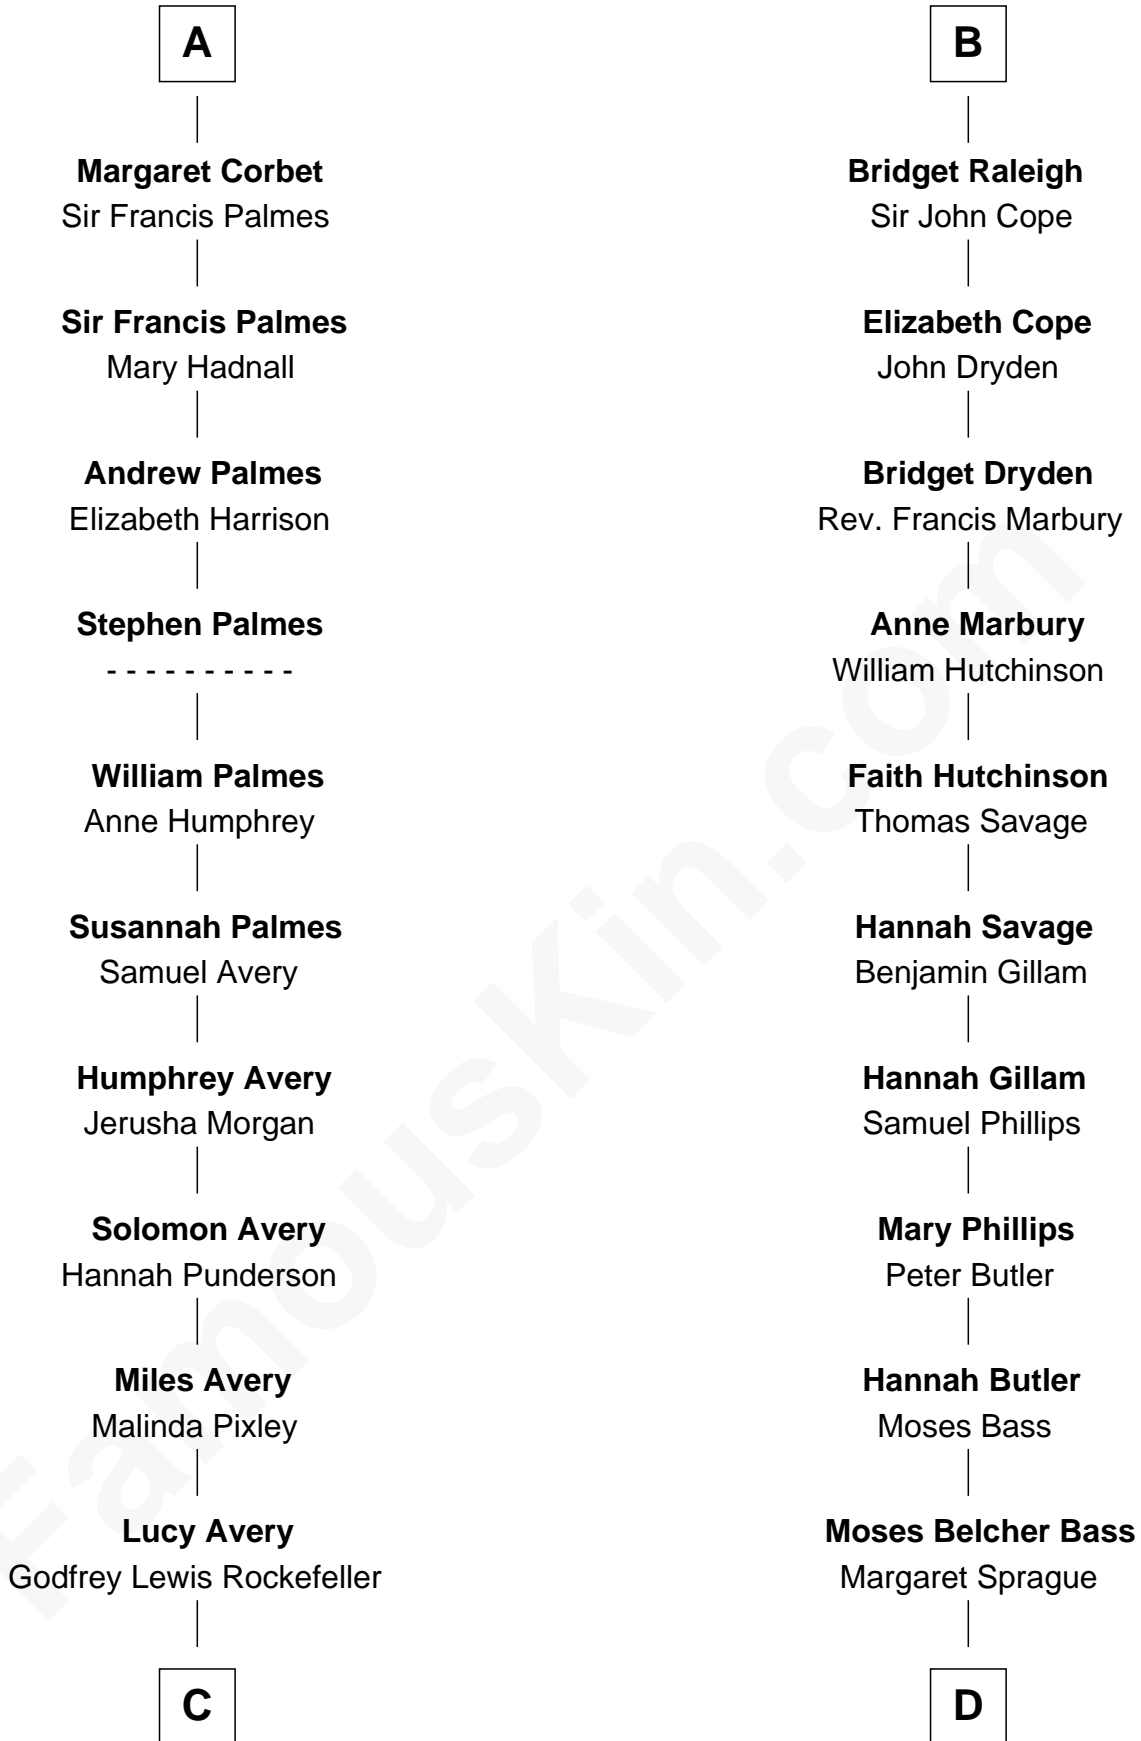 A
Margaret Corbet
Sir Francis Palmes
Sir Francis Palmes
Mary Hadnall
Andrew Palmes
Elizabeth Harrison
Stephen Palmes
- - - - - - - - - -
William Palmes
Anne Humphrey
Susannah Palmes
Samuel Avery
Humphrey Avery
Jerusha Morgan
Solomon Avery
Hannah Punderson
Miles Avery
Malinda Pixley
Lucy Avery
Godfrey Lewis Rockefeller
C
B
Bridget Raleigh
Sir John Cope
Elizabeth Cope
John Dryden
Bridget Dryden
Rev. Francis Marbury
Anne Marbury
William Hutchinson
Faith Hutchinson
Thomas Savage
Hannah Savage
Benjamin Gillam
Hannah Gillam
Samuel Phillips
Mary Phillips
Peter Butler
Hannah Butler
Moses Bass
Moses Belcher Bass
Margaret Sprague
D
FamousKin.com